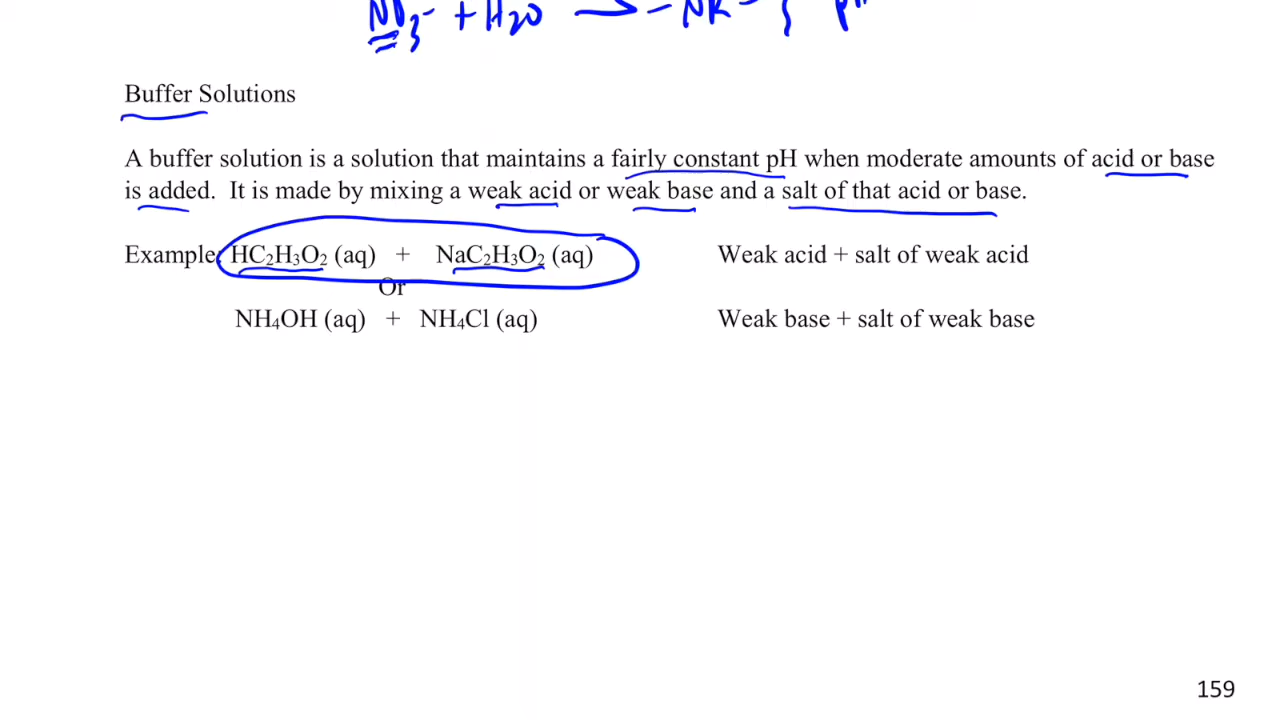 NO₃⁻ + H₂O → – NR –
Buffer Solutions
A buffer solution is a solution that maintains a fairly constant pH when moderate amounts of acid or base
is added. It is made by mixing a weak acid or weak base and a salt of that acid or base.
Example: HC₂H₃O₂ (aq) + NaC₂H₃O₂ (aq) Weak acid + salt of weak acid
Or
NH₄OH (aq) + NH₄Cl (aq) Weak base + salt of weak base
159